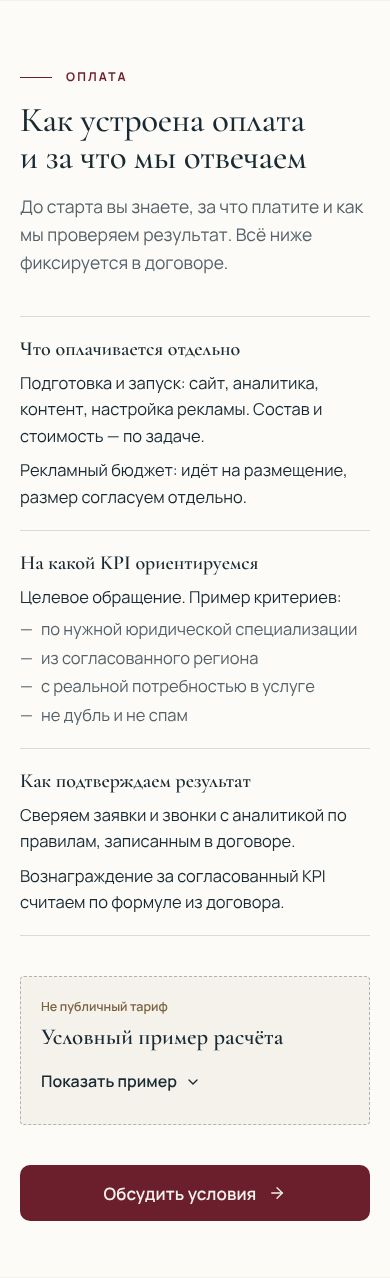 ОПЛАТА
Как устроена оплата
и за что мы отвечаем
До старта вы знаете, за что платите и как
мы проверяем результат. Всё ниже
фиксируется в договоре.
Что оплачивается отдельно
Подготовка и запуск: сайт, аналитика,
контент, настройка рекламы. Состав и
стоимость — по задаче.
Рекламный бюджет: идёт на размещение,
размер согласуем отдельно.
На какой KPI ориентируемся
Целевое обращение. Пример критериев:
— по нужной юридической специализации
— из согласованного региона
— с реальной потребностью в услуге
— не дубль и не спам
Как подтверждаем результат
Сверяем заявки и звонки с аналитикой по
правилам, записанным в договоре.
Вознаграждение за согласованный KPI
считаем по формуле из договора.
Не публичный тариф
Условный пример расчёта
Показать пример
Обсудить условия →